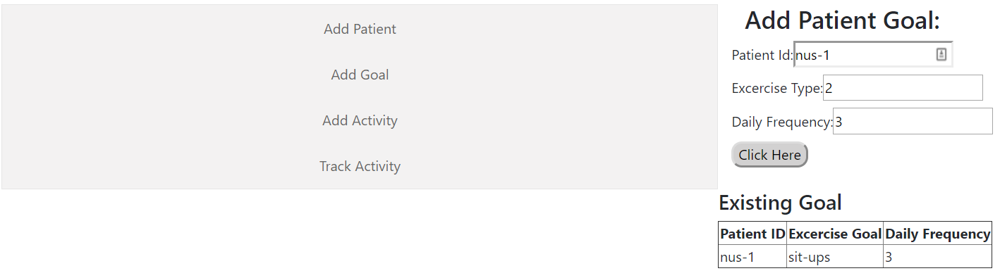 Add Patient
Add Goal
Add Activity
Track Activity
Add Patient Goal:
Patient Id: nus-1
Excercise Type: 2
Daily Frequency: 3
Click Here
Existing Goal
Patient ID Excercise Goal Daily Frequency
nus-1 sit-ups 3